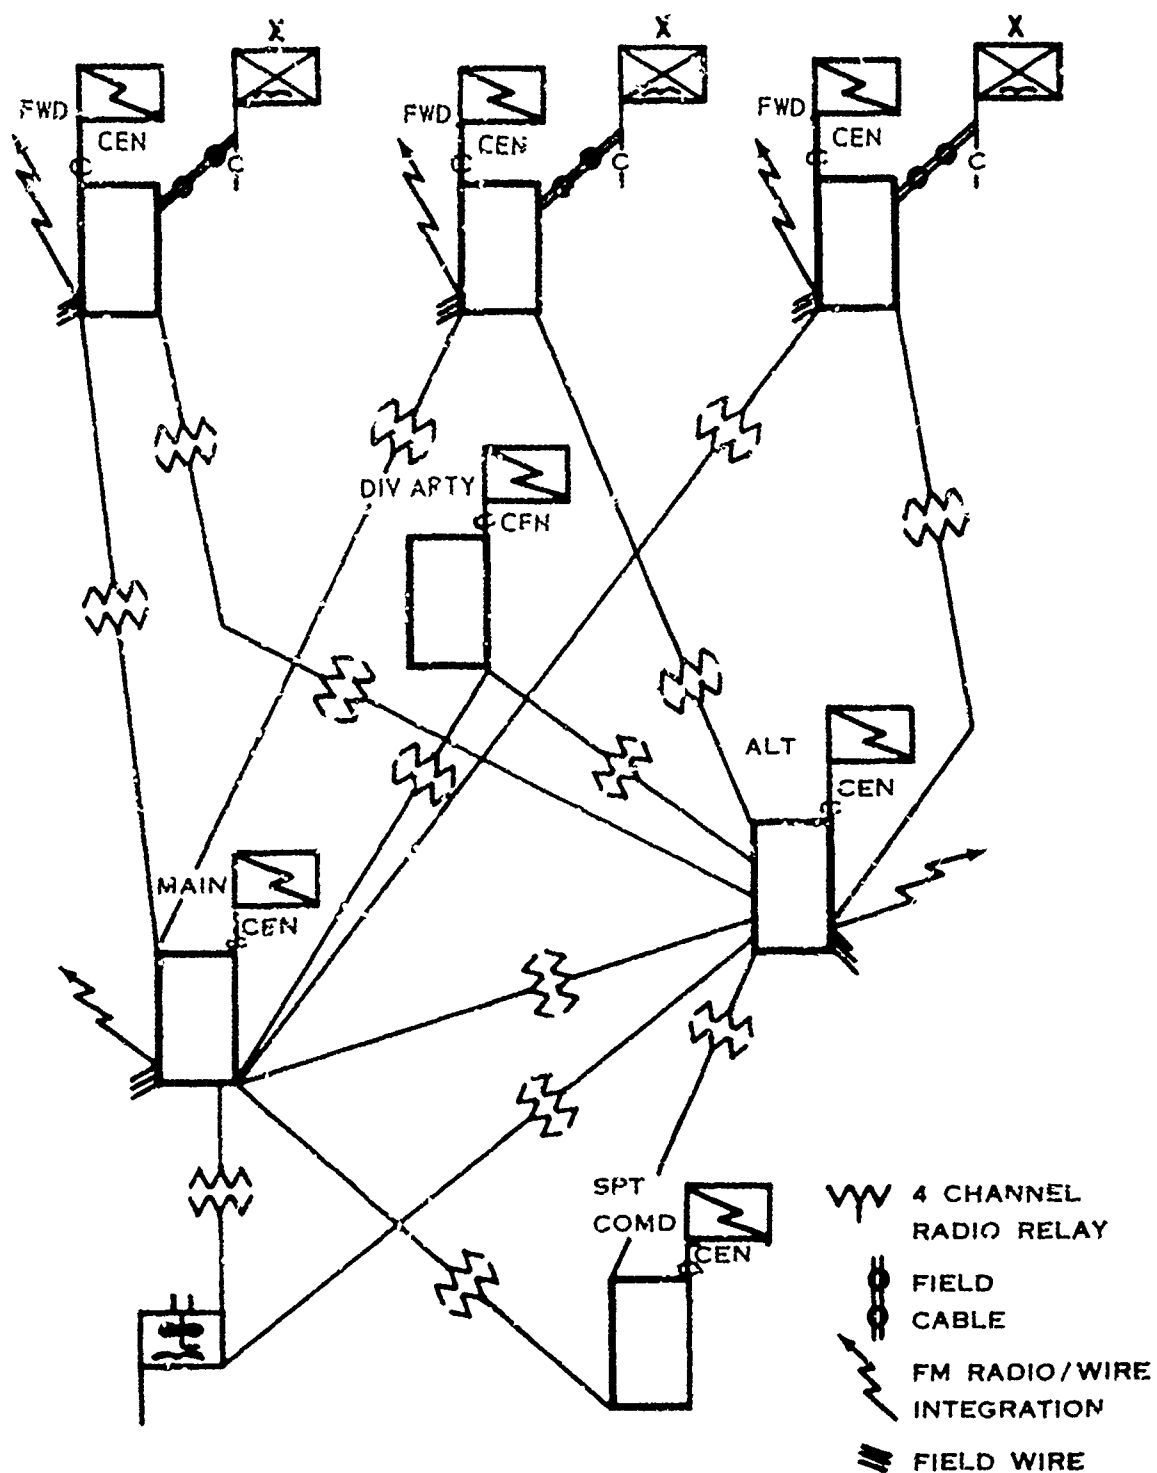 X
X
X
FWD
CEN
C
C
FWD
CEN
C
C
FWD
CEN
C
C
DIV ARTY
CEN
C
ALT
CEN
C
MAIN
CEN
C
SPT
COMD
CEN
4 CHANNEL
RADIO RELAY
FIELD
CABLE
FM RADIO/WIRE
INTEGRATION
FIELD WIRE